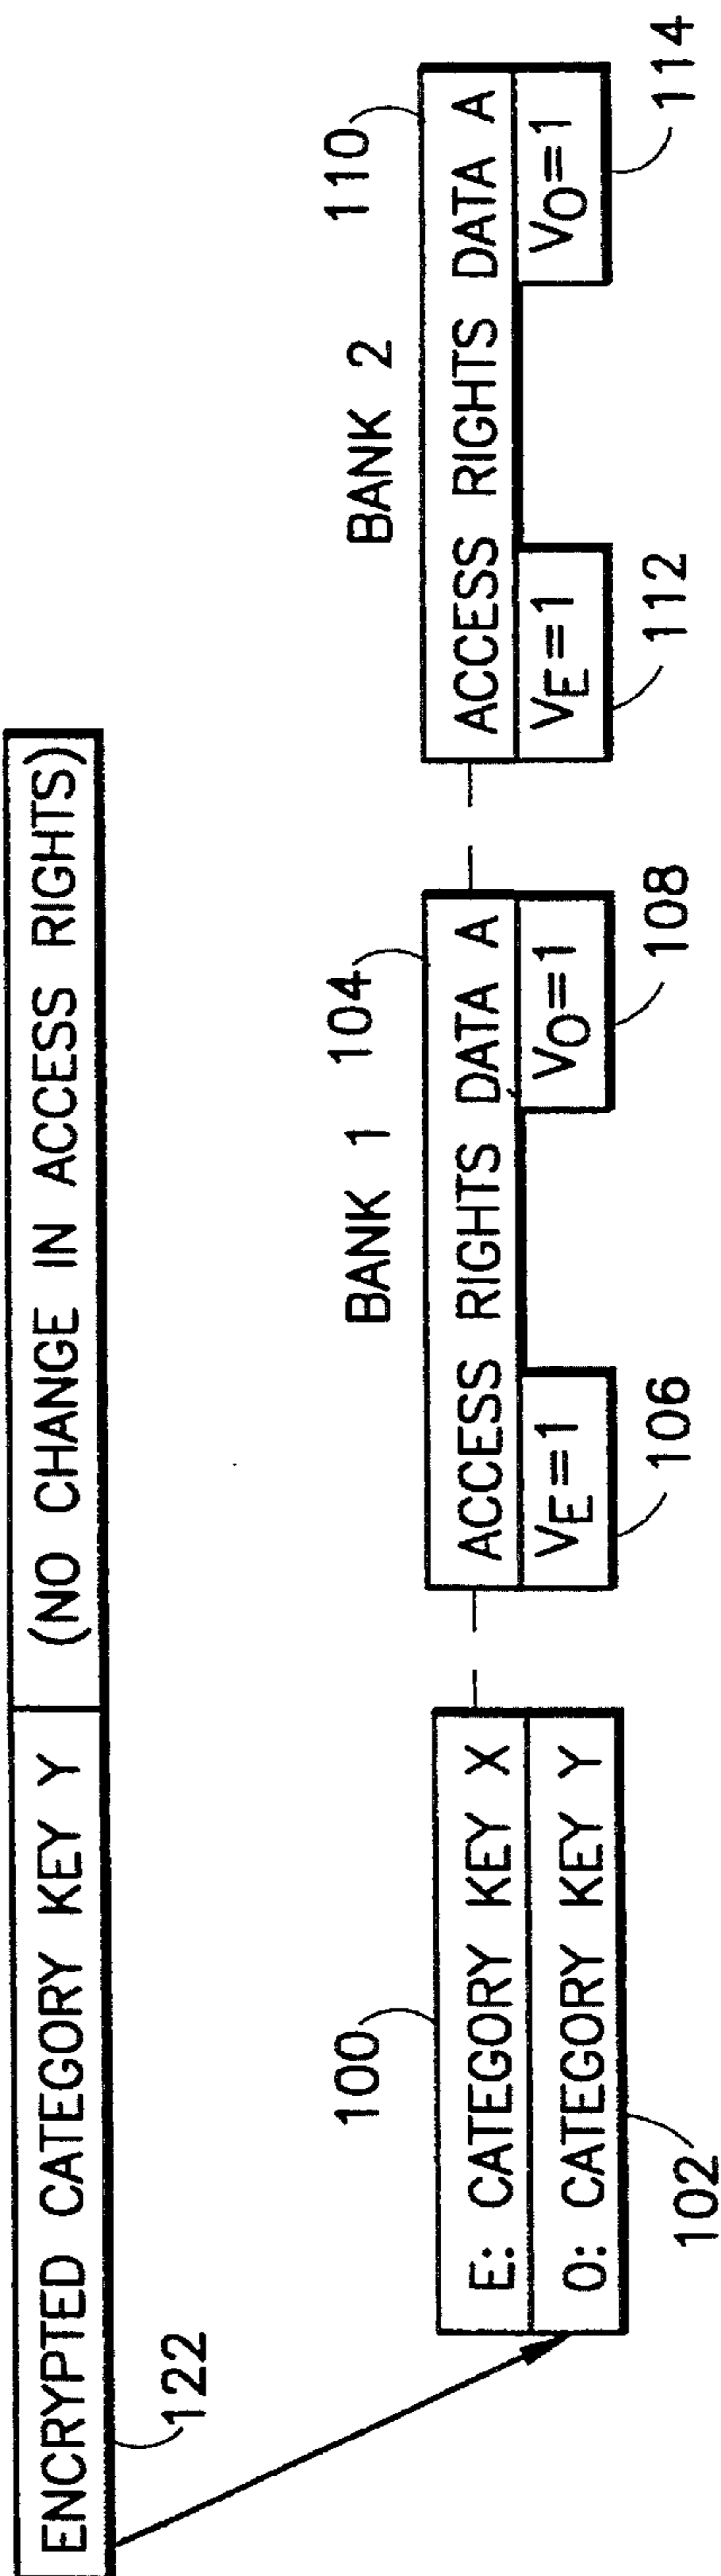 ENCRYPTED CATEGORY KEY Y
(NO CHANGE IN ACCESS RIGHTS)
122
100
E: CATEGORY KEY X
O: CATEGORY KEY Y
102
BANK 1
104
ACCESS RIGHTS DATA A
VE=1
VO=1
106
108
BANK 2
110
ACCESS RIGHTS DATA A
VE=1
VO=1
112
114